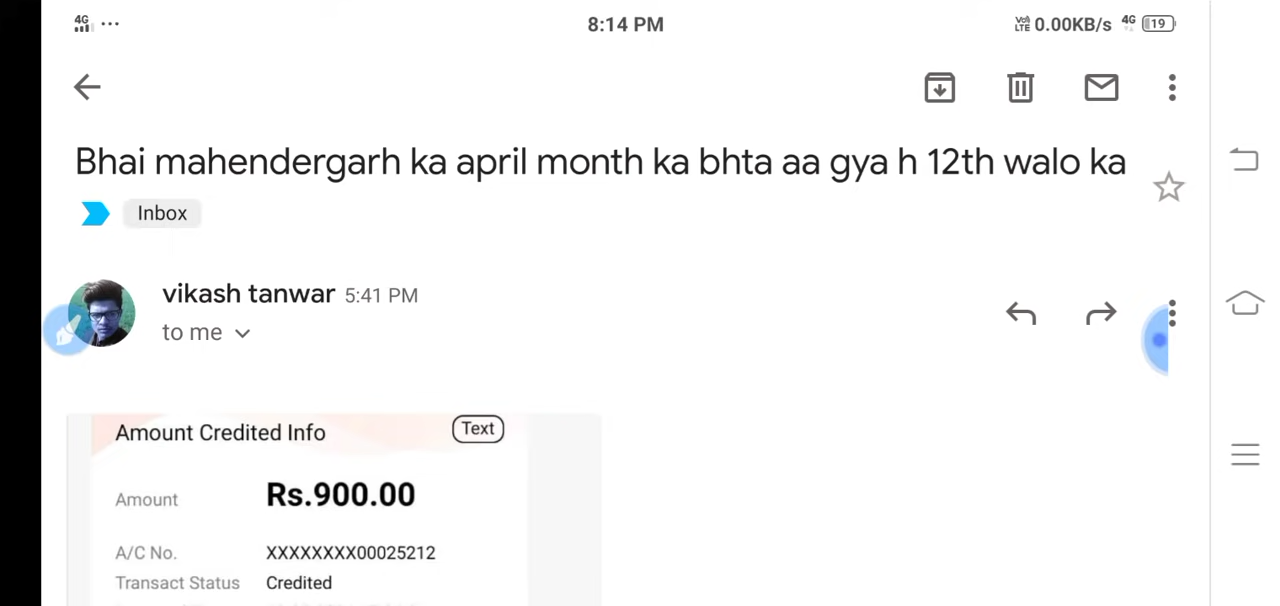 4G ... 8:14 PM VoLTE 0.00KB/s 4G 19
Bhai mahendergarh ka april month ka bhta aa gya h 12th walo ka
Inbox
vikash tanwar 5:41 PM
to me
Amount Credited Info Text
Amount Rs.900.00
A/C No. XXXXXXXX00025212
Transact Status Credited